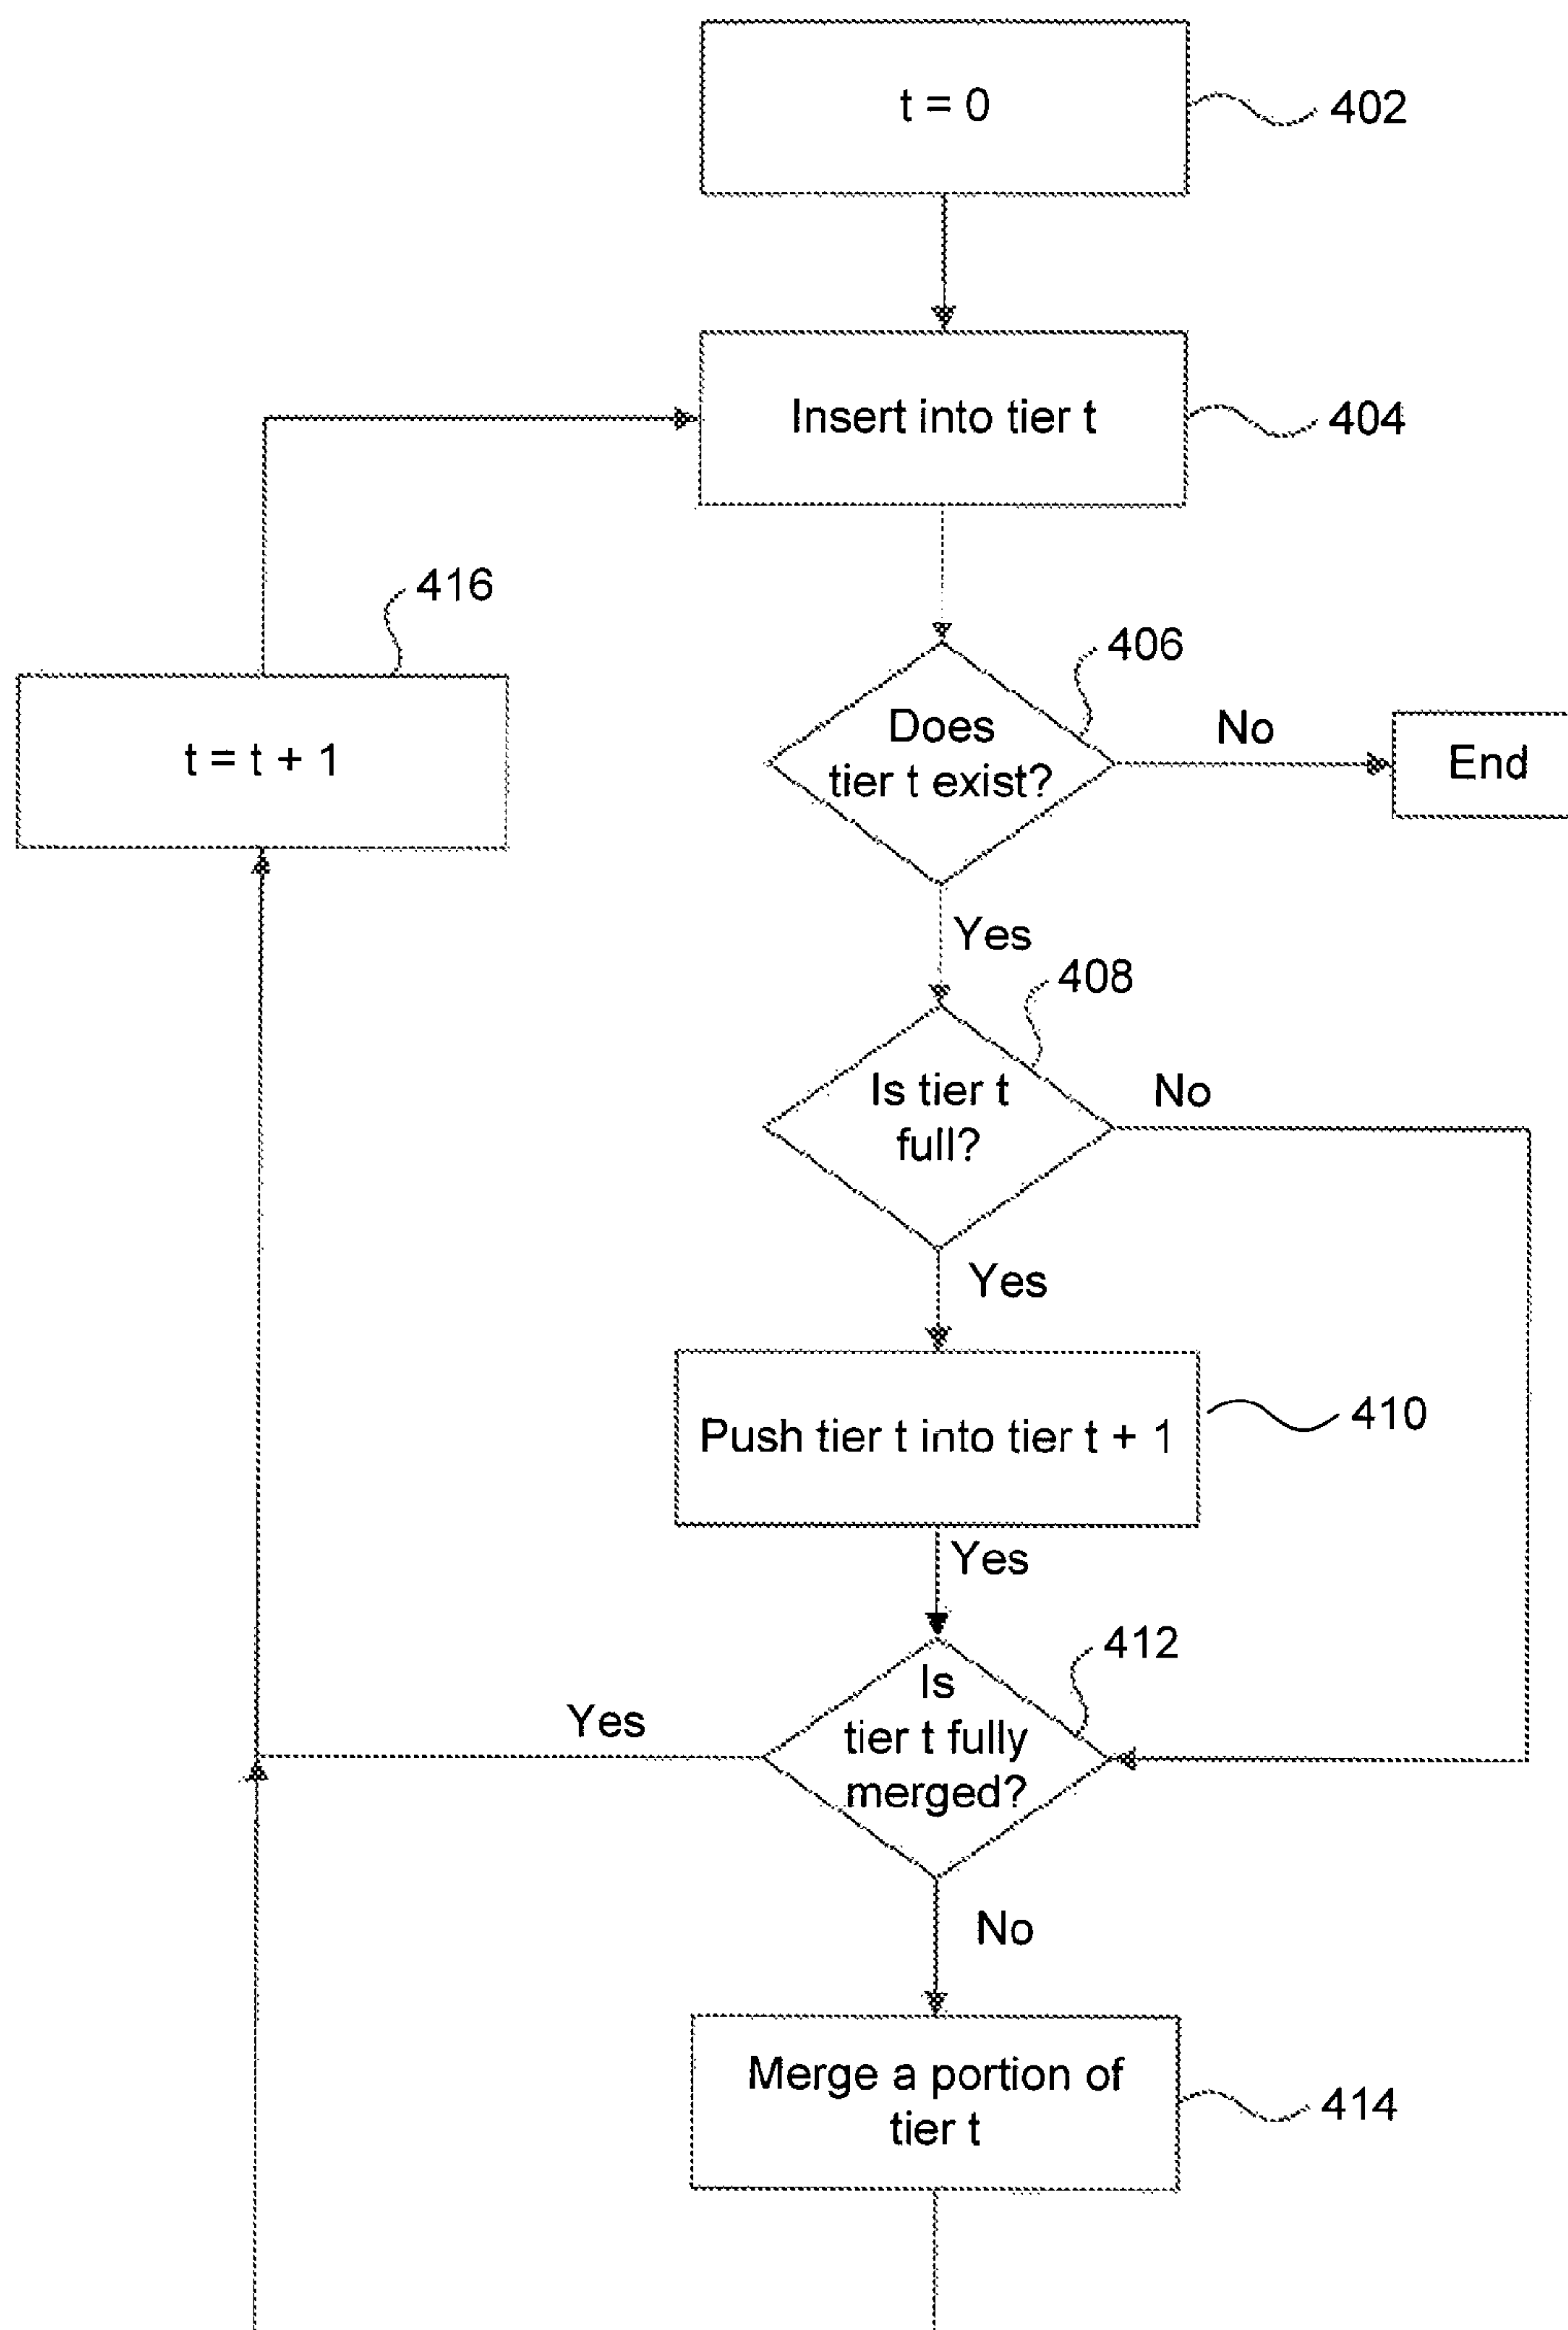 t = 0
402
Insert into tier t
404
416
t = t + 1
406
Does
tier t exist?
No
End
Yes
408
Is tier t
full?
No
Yes
Push tier t into tier t + 1
410
Yes
412
Is
tier t fully
merged?
Yes
No
Merge a portion of
tier t
414